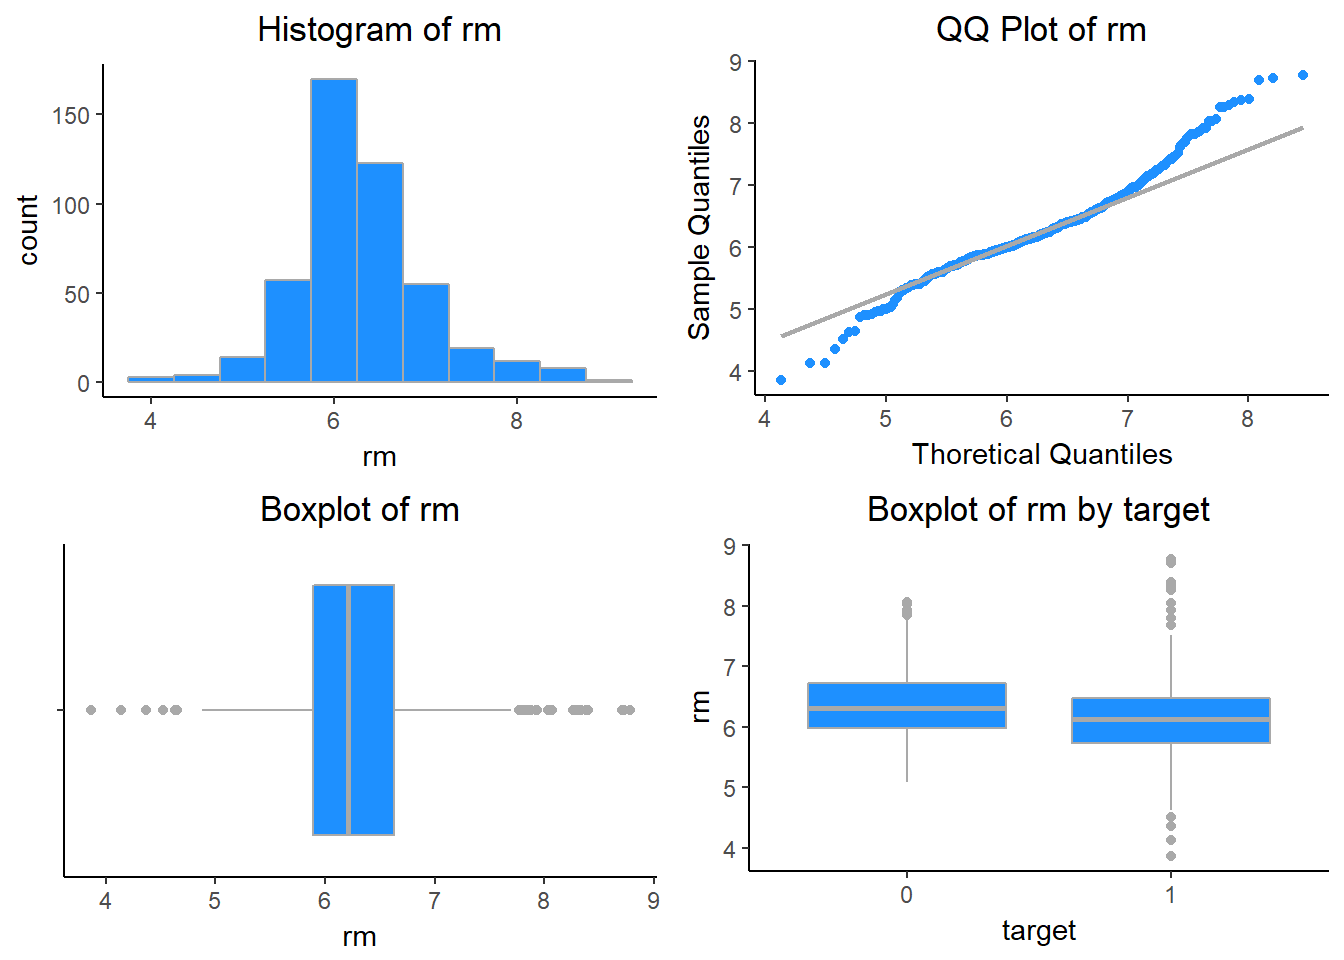 Histogram of rm
150
100
50
0
count
4 6 8
rm
QQ Plot of rm
9
8
7
6
5
4
Sample Quantiles
4 5 6 7 8
Thoretical Quantiles
Boxplot of rm
4 5 6 7 8 9
rm
Boxplot of rm by target
9
8
7
6
5
4
rm
0 1
target